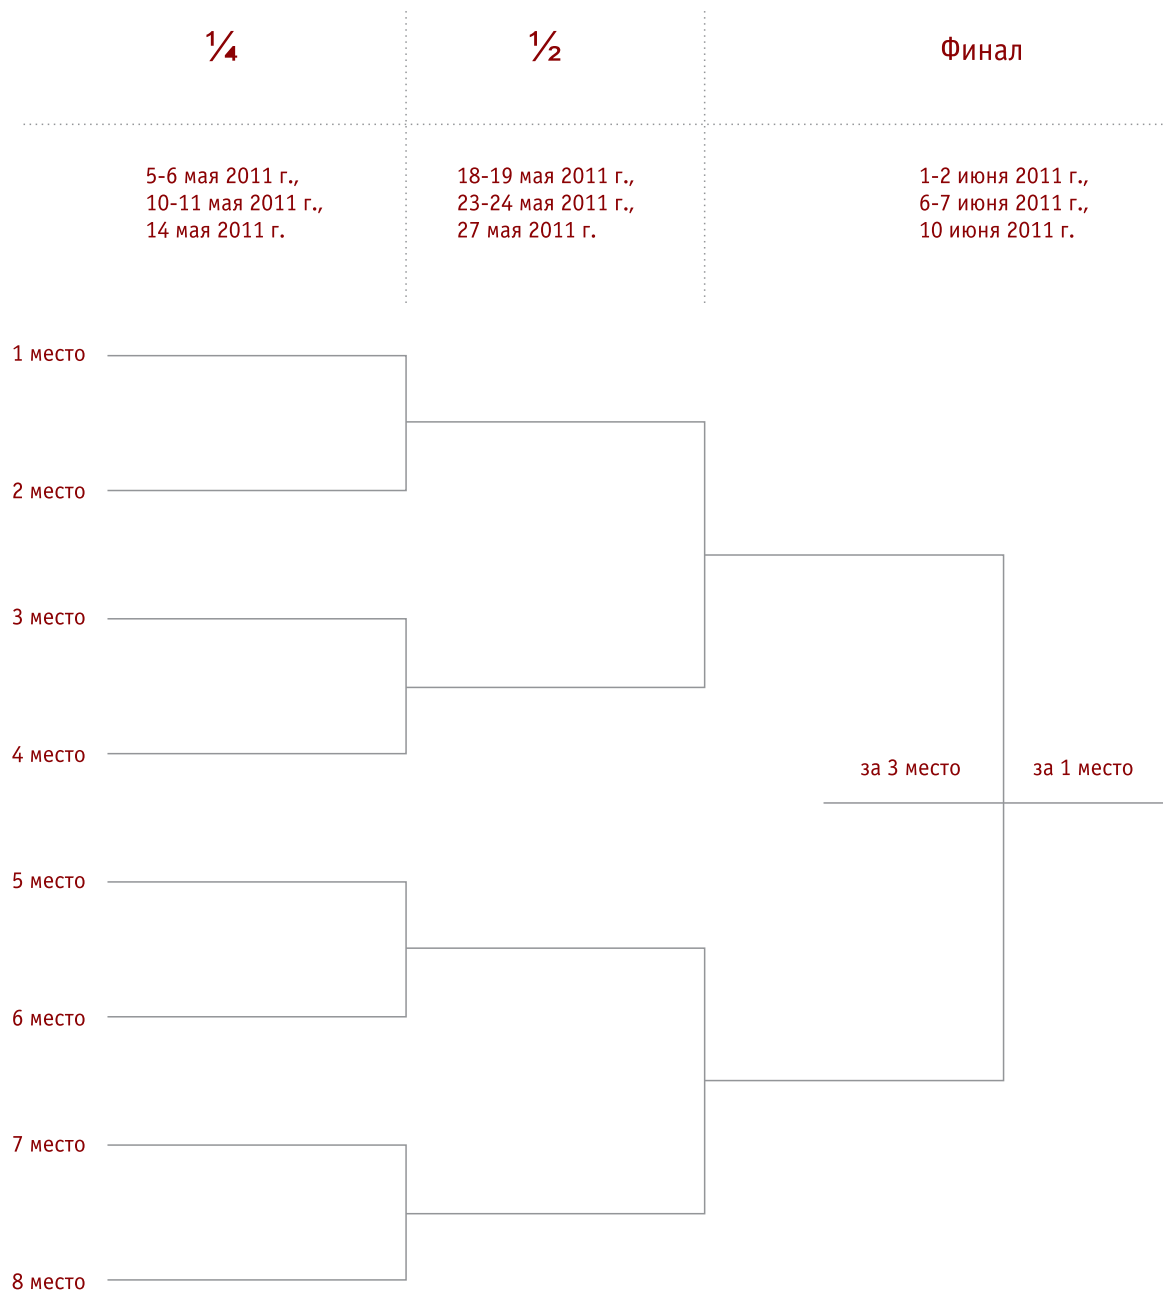 ¼
½
Финал
5-6 мая 2011 г.,
10-11 мая 2011 г.,
14 мая 2011 г.
18-19 мая 2011 г.,
23-24 мая 2011 г.,
27 мая 2011 г.
1-2 июня 2011 г.,
6-7 июня 2011 г.,
10 июня 2011 г.
1 место
2 место
3 место
4 место
за 3 место
за 1 место
5 место
6 место
7 место
8 место